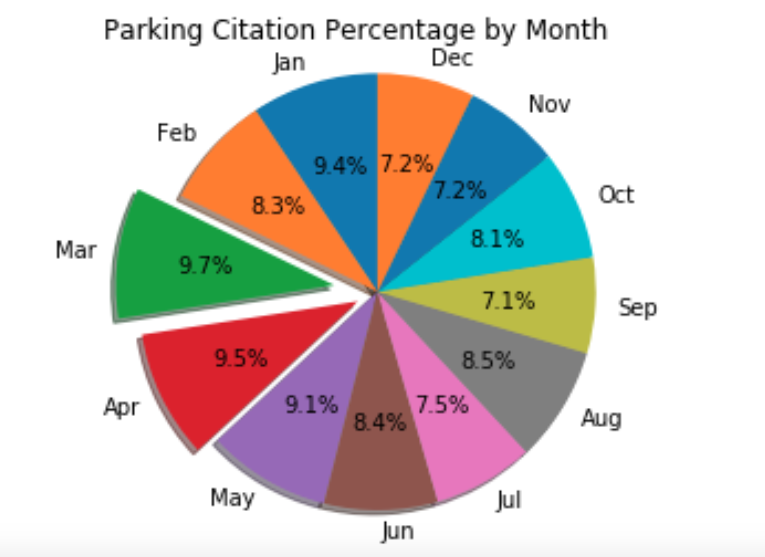 Parking Citation Percentage by Month
Jan
Dec
Nov
Feb
9.4%
7.2%
7.2%
8.3%
Oct
8.1%
Mar
9.7%
7.1%
Sep
9.5%
8.5%
Apr
9.1%
8.4%
7.5%
Aug
May
Jun
Jul